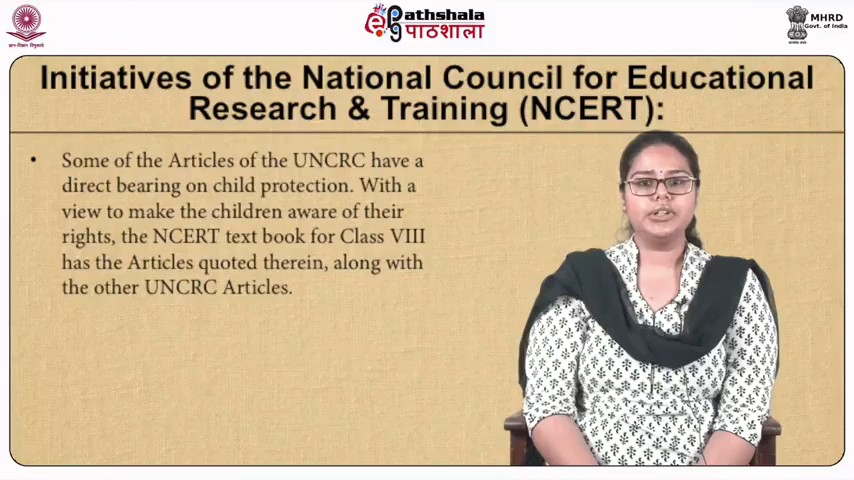 ePathshala
पाठशाला
MHRD
Govt. of India
Initiatives of the National Council for Educational
Research & Training (NCERT):
• Some of the Articles of the UNCRC have a
direct bearing on child protection. With a
view to make the children aware of their
rights, the NCERT text book for Class VIII
has the Articles quoted therein, along with
the other UNCRC Articles.